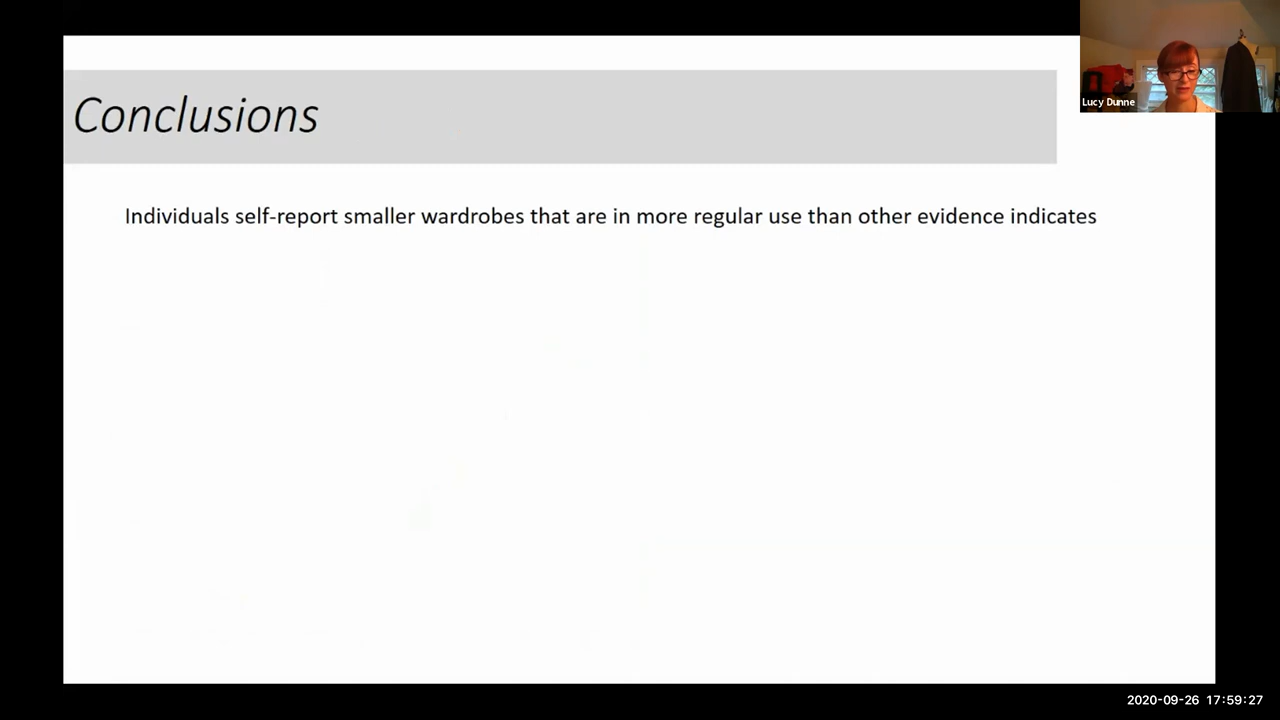 Conclusions
Lucy Dunne
Individuals self-report smaller wardrobes that are in more regular use than other evidence indicates
2020-09-26 17:59:27